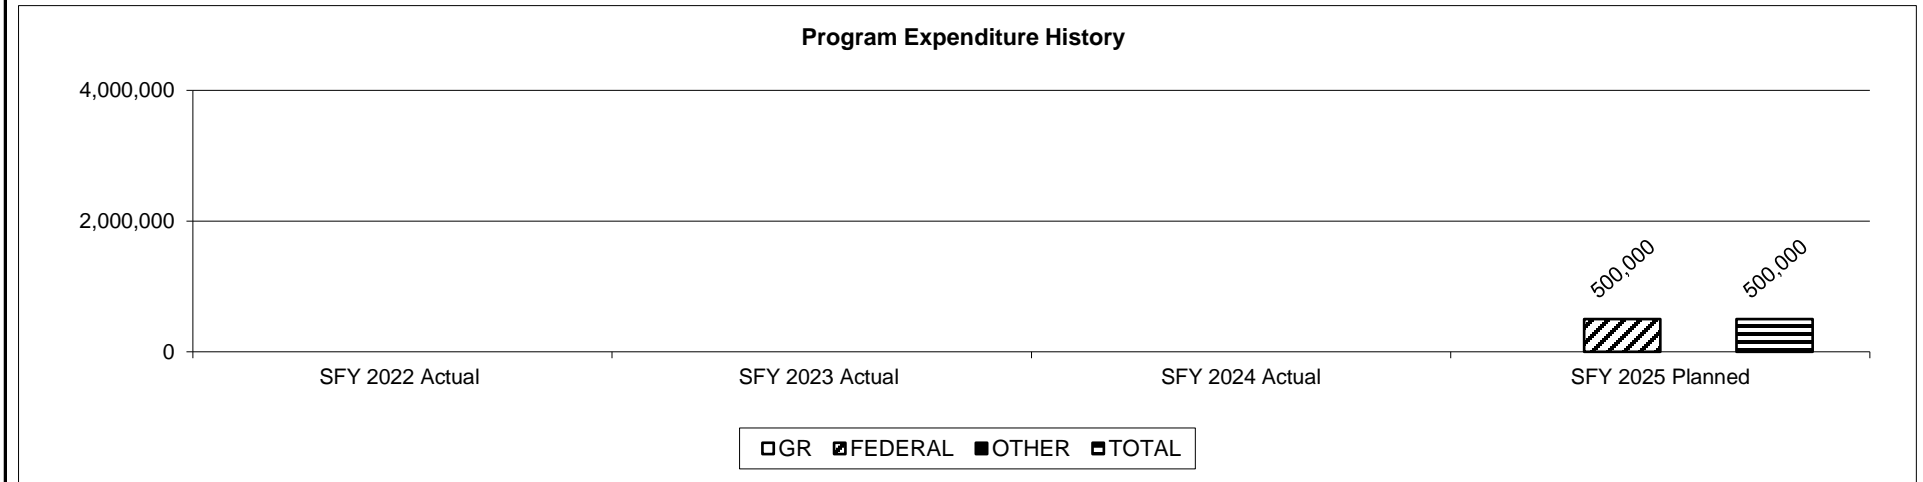 Program Expenditure History
4,000,000
2,000,000
0
500,000
500,000
SFY 2022 Actual
SFY 2023 Actual
SFY 2024 Actual
SFY 2025 Planned
GR FEDERAL OTHER TOTAL